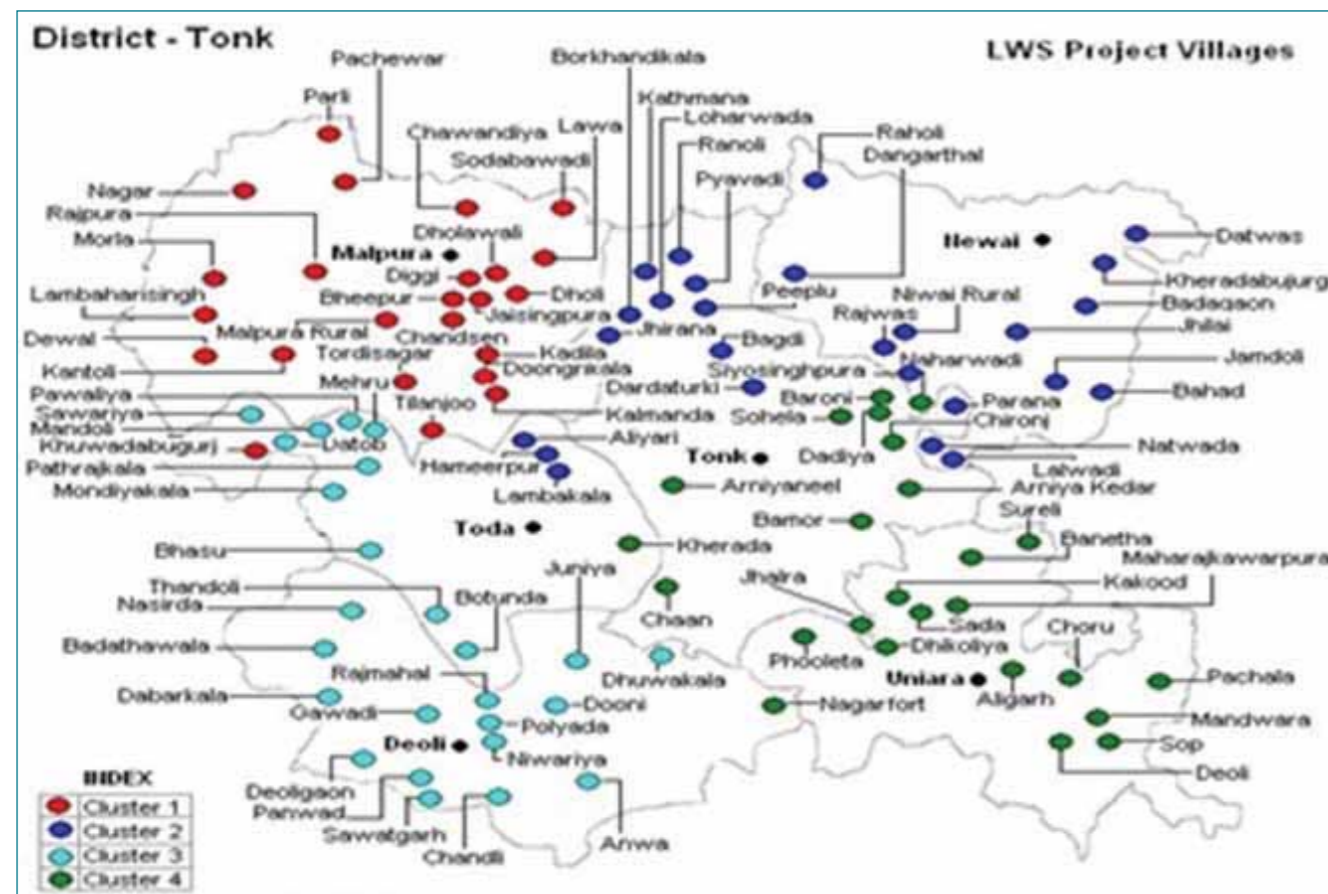 District - Tonk
LWS Project Villages
Pachewar
Borkhandikala
Parli
Kathmana
Chawandiya
Lawa
Loharwada
Raholi
Sodabawadi
Ranoli
Dangarthal
Nagar
Pyavadi
Rajpura
Dholawali
Morla
Malpura
Newai
Datwas
Diggi
Kheradabujurg
Lambaharisingh
Bheepur
Dholi
Peeplu
Niwai Rural
Badagaon
Jaisingpura
Rajwas
Dewal
Malpura Rural
Chandsen
Jhirana
Jhilai
Tordisagar
Kadila
Bagdi
Naharwadi
Jamdoli
Kantoli
Mehru
Doongrikala
Siyosinghpura
Pawaliya
Dardaturki
Baroni
Parana
Bahad
Sawariya
Tilanjoo
Kalmanda
Sohela
Chironj
Mandoli
Khuwadabugurj
Datob
Aliyari
Natwada
Pathrajkala
Hameerpur
Tonk
Dadiya
Lalwadi
Mondiyakala
Lambakala
Arniyaneel
Arniya Kedar
Sureli
Toda
Bamor
Banetha
Bhasu
Kherada
Maharajkawarpura
Juniya
Jhalra
Kakood
Thandoli
Botunda
Nasirda
Chaan
Sada
Choru
Badathawala
Dhikoliya
Rajmahal
Phooleta
Dhuwakala
Uniara
Pachala
Dabarkala
Aligarh
Gawadi
Dooni
Nagarfort
Mandwara
Polyada
Deoli
Sop
Niwariya
INDEX
Deoli
Deoligaon
Cluster 1
Panwad
Cluster 2
Sawatgarh
Anwa
Cluster 3
Chandli
Cluster 4